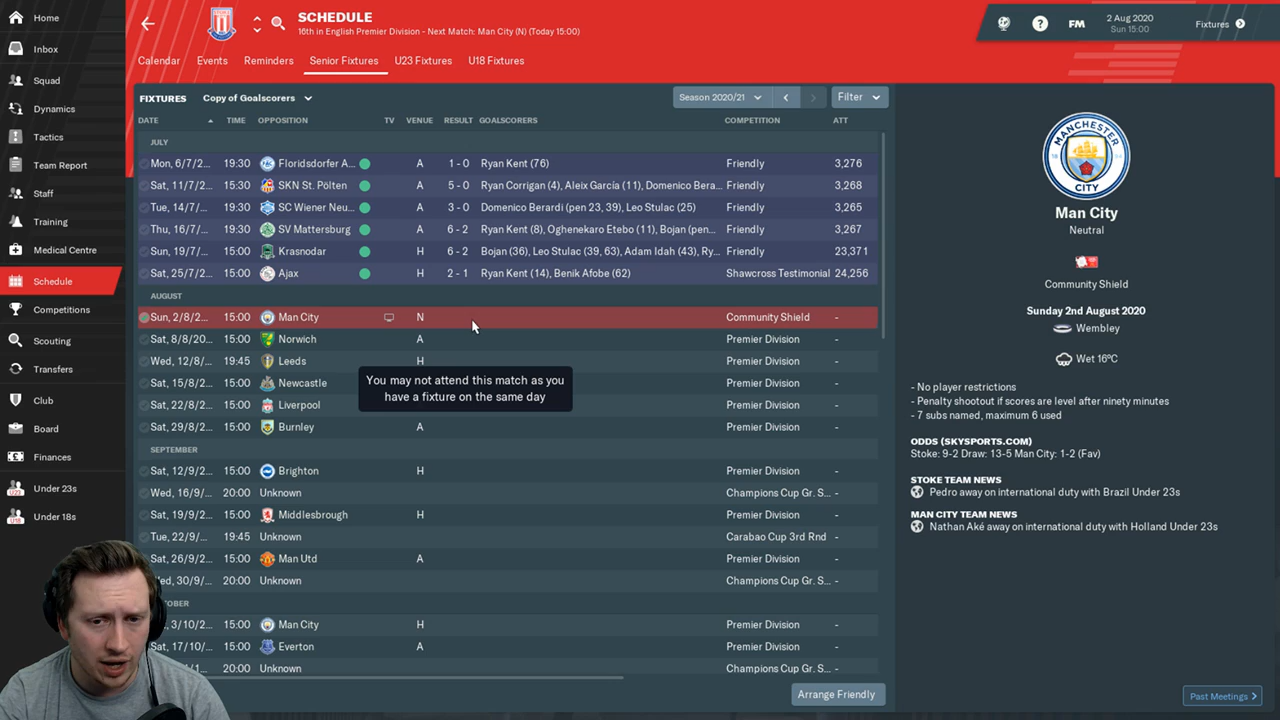 Home
Inbox
Squad
Dynamics
Tactics
Team Report
Staff
Training
Medical Centre
Schedule
Competitions
Scouting
Transfers
Club
Board
Finances
U23
Under 23s
U18
Under 18s
SCHEDULE
16th in English Premier Division - Next Match: Man City (N) (Today 15:00)
? FM 2 Aug 2020
Sun 15:00
Fixtures
Calendar Events Reminders Senior Fixtures U23 Fixtures U18 Fixtures
FIXTURES Copy of Goalscorers Season 2020/21 Filter
DATE TIME OPPOSITION TV VENUE RESULT GOALSCORERS COMPETITION ATT
JULY
Mon, 6/7/2... 19:30 Floridsdorfer A... A 1 - 0 Ryan Kent (76) Friendly 3,276
Sat, 11/7/2... 15:30 SKN St. Pölten A 5 - 0 Ryan Corrigan (4), Aleix García (11), Domenico Bera... Friendly 3,268
Tue, 14/7/... 19:30 SC Wiener Neu... A 3 - 0 Domenico Berardi (pen 23, 39), Leo Stulac (25) Friendly 3,265
Thu, 16/7/... 19:30 SV Mattersburg A 6 - 2 Ryan Kent (8), Oghenekaro Etebo (11), Bojan (pen... Friendly 3,267
Sun, 19/7/... 15:00 Krasnodar H 6 - 2 Bojan (36), Leo Stulac (39, 63), Adam Idah (43), Ry... Friendly 23,371
Sat, 25/7/2... 15:00 Ajax H 2 - 1 Ryan Kent (14), Benik Afobe (62) Shawcross Testimonial 24,256
AUGUST
Sun, 2/8/2... 15:00 Man City N Community Shield -
Sat, 8/8/20... 15:00 Norwich A Premier Division -
Wed, 12/8/... 19:45 Leeds H Premier Division -
Sat, 15/8/2... 15:00 Newcastle Premier Division -
Sat, 22/8/2... 15:00 Liverpool Premier Division -
Sat, 29/8/2... 15:00 Burnley A Premier Division -
You may not attend this match as you
have a fixture on the same day
SEPTEMBER
Sat, 12/9/2... 15:00 Brighton H Premier Division -
Wed, 16/9/... 20:00 Unknown Champions Cup Gr. S... -
Sat, 19/9/2... 15:00 Middlesbrough H Premier Division -
Tue, 22/9/... 19:45 Unknown Carabao Cup 3rd Rnd -
Sat, 26/9/2... 15:00 Man Utd A Premier Division -
Wed, 30/9/... 20:00 Unknown Champions Cup Gr. S... -
15:00 Man City H Premier Division -
Sat, 17/10/... 15:00 Everton A Premier Division -
20:00 Unknown Champions Cup Gr. S... -
Arrange Friendly
MANCHESTER
CITY
Man City
Neutral
Community Shield
Sunday 2nd August 2020
Wembley
Wet 16ºC
- No player restrictions
- Penalty shootout if scores are level after ninety minutes
- 7 subs named, maximum 6 used
ODDS (SKYSPORTS.COM)
Stoke: 9-2 Draw: 13-5 Man City: 1-2 (Fav)
STOKE TEAM NEWS
Pedro away on international duty with Brazil Under 23s
MAN CITY TEAM NEWS
Nathan Aké away on international duty with Holland Under 23s
Past Meetings